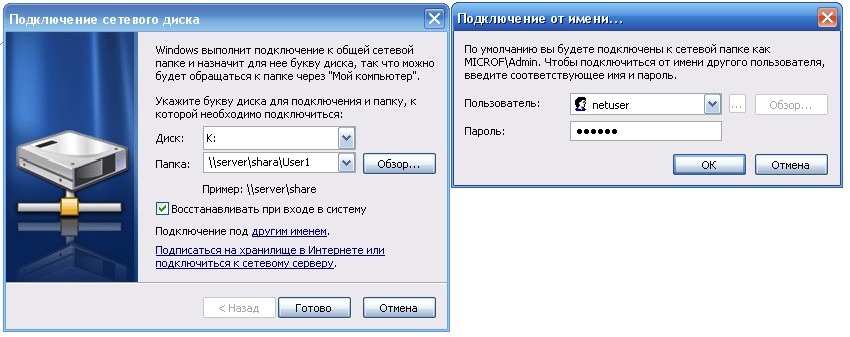 Подключение сетевого диска
Windows выполнит подключение к общей сетевой
папке и назначит для нее букву диска, так что можно
будет обращаться к папке через "Мой компьютер".
Укажите букву диска для подключения и папку, к
которой необходимо подключиться:
Диск: K:
Папка: \\server\shara\User1 Обзор...
Пример: \\server\share
Восстанавливать при входе в систему
Подключение под другим именем.
Подписаться на хранилище в Интернете или
подключиться к сетевому серверу.
< Назад Готово Отмена
Подключение от имени...
По умолчанию вы будете подключены к сетевой папке как
MICROF\Admin. Чтобы подключиться от имени другого пользователя,
введите соответствующее имя и пароль.
Пользователь: netuser ... Обзор...
Пароль: ••••••
OK Отмена